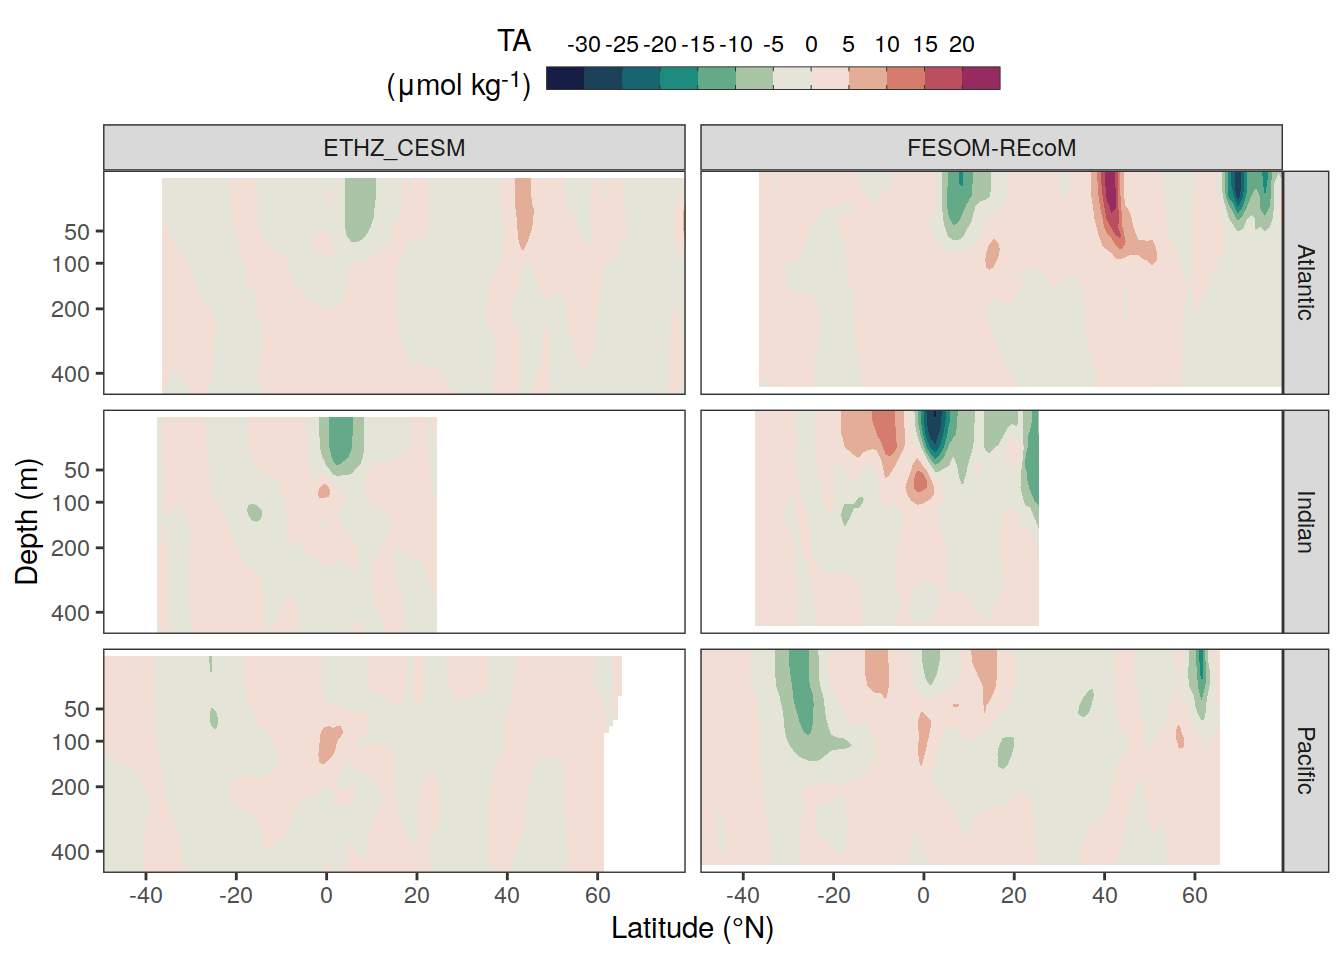 TA
(µmol kg-1)
-30 -25 -20 -15 -10 -5 0 5 10 15 20
ETHZ_CESM
FESOM-REcoM
50
100
200
400
Atlantic
50
100
200
400
Indian
50
100
200
400
Pacific
Depth (m)
-40 -20 0 20 40 60
-40 -20 0 20 40 60
Latitude (°N)